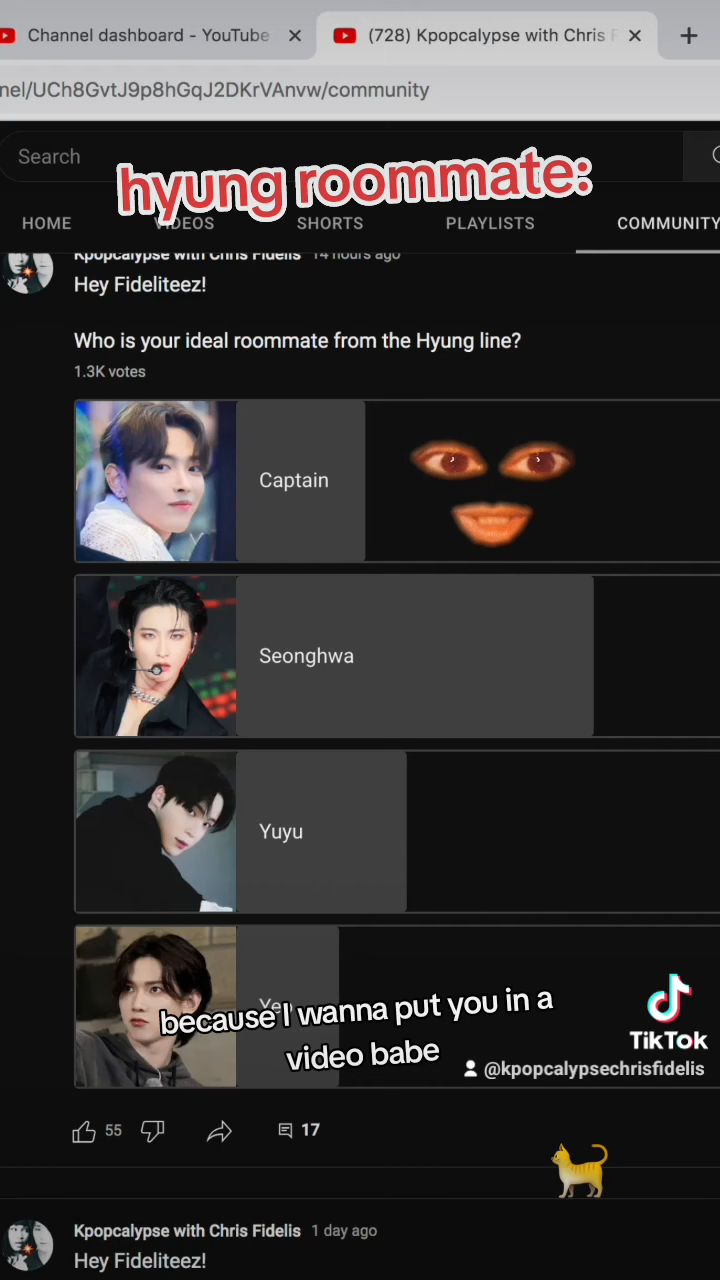 Channel dashboard - YouTube
(728) Kpopcalypse with Chris F
nel/UCh8GvtJ9p8hGqJ2DKrVAnvw/community
Search
hyung roommate:
HOME
VIDEOS
SHORTS
PLAYLISTS
COMMUNITY
Kpopcalypse with Chris Fidelis 14 hours ago
Hey Fideliteez!
Who is your ideal roommate from the Hyung line?
1.3K votes
Captain
Seonghwa
Yuyu
because I wanna put you in a
video babe
TikTok
@kpopcalypsechrisfidelis
55
17
Kpopcalypse with Chris Fidelis 1 day ago
Hey Fideliteez!